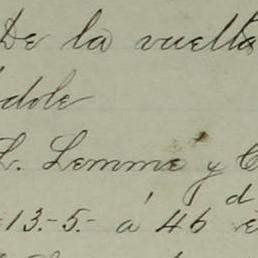 De la vuelta
dole
L. Lemme y C
13.-5.- á 46 d